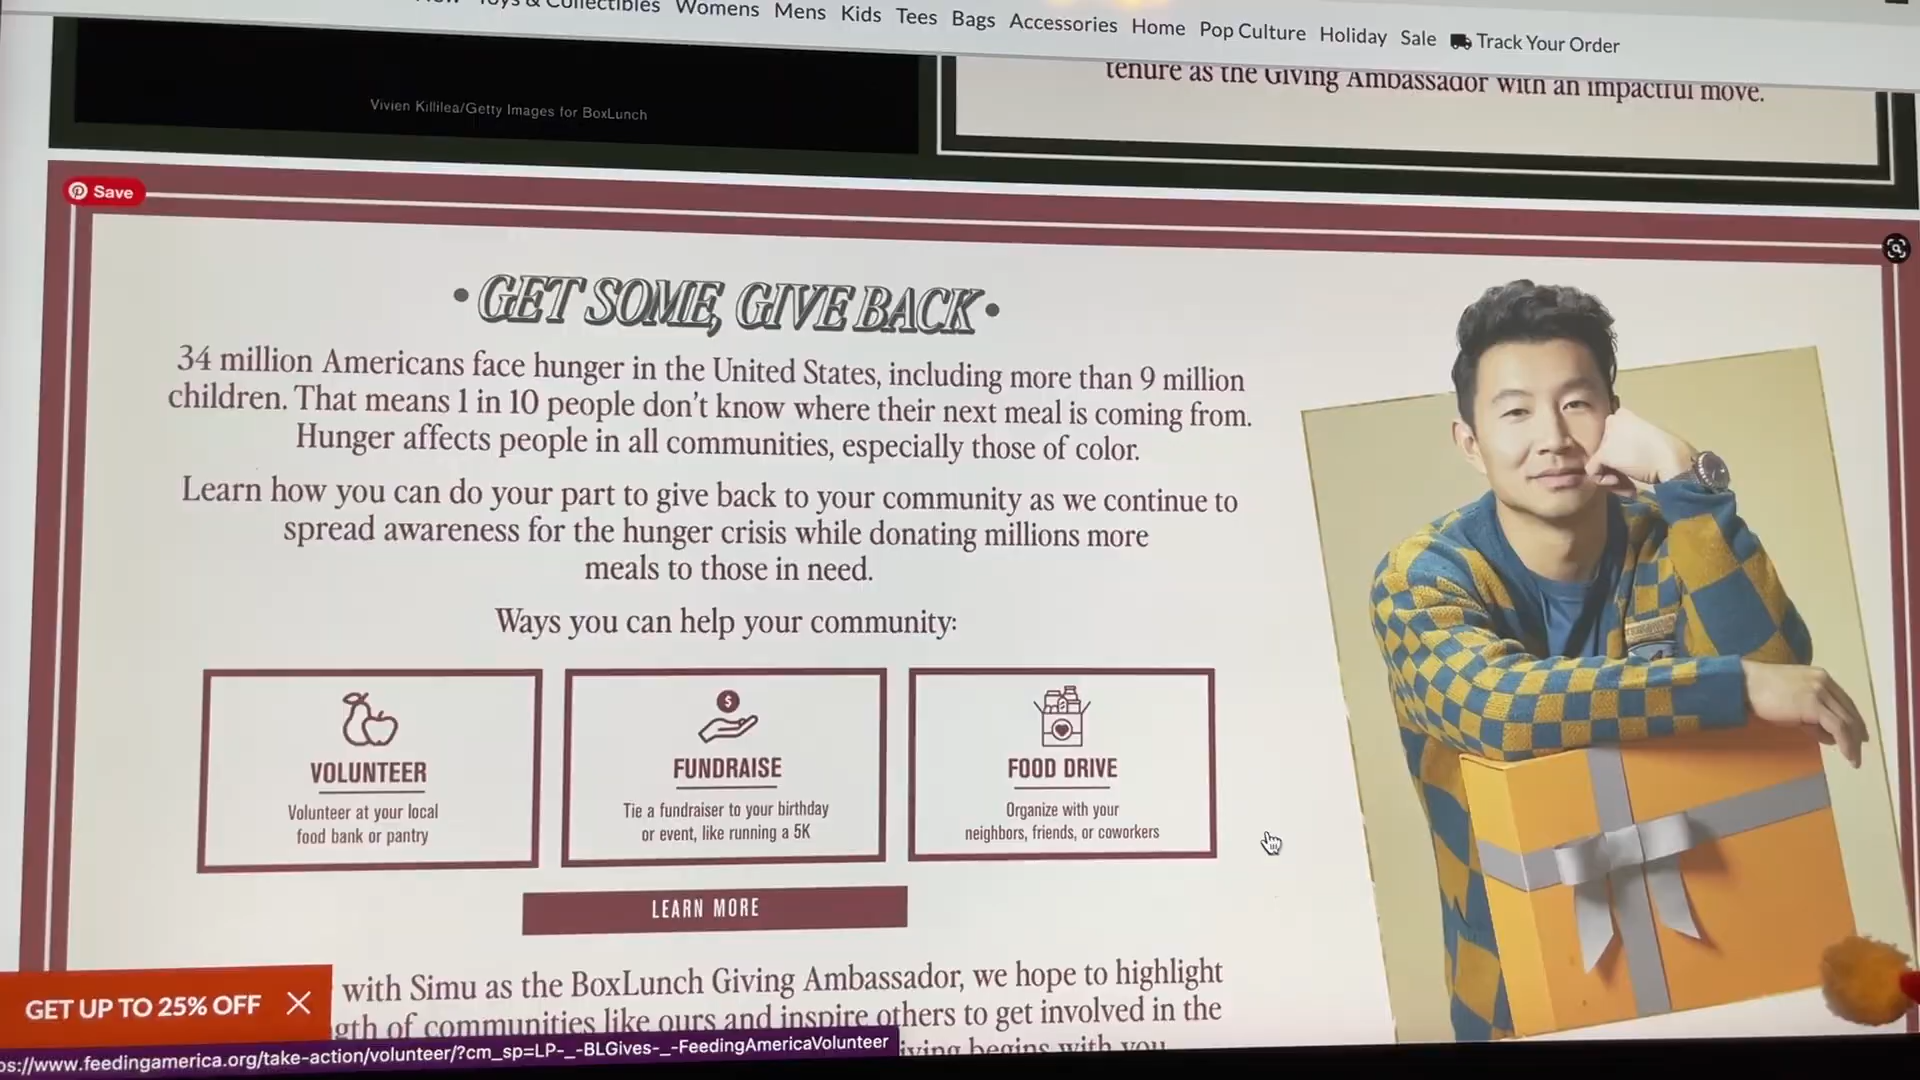 Toys & Collectibles Womens Mens Kids Tees Bags Accessories Home Pop Culture Holiday Sale Track Your Order
tenure as the Giving Ambassador with an impactful move.
Vivien Killilea/Getty Images for BoxLunch
Save
• GET SOME, GIVE BACK •
34 million Americans face hunger in the United States, including more than 9 million
children. That means 1 in 10 people don't know where their next meal is coming from.
Hunger affects people in all communities, especially those of color.
Learn how you can do your part to give back to your community as we continue to
spread awareness for the hunger crisis while donating millions more
meals to those in need.
Ways you can help your community:
VOLUNTEER
Volunteer at your local
food bank or pantry
$
FUNDRAISE
Tie a fundraiser to your birthday
or event, like running a 5K
FOOD DRIVE
Organize with your
neighbors, friends, or coworkers
LEARN MORE
with Simu as the BoxLunch Giving Ambassador, we hope to highlight
gth of communities like ours and inspire others to get involved in the
iving begins with you
GET UP TO 25% OFF
ps://www.feedingamerica.org/take-action/volunteer/?cm_sp=LP-_-BLGives-_-FeedingAmericaVolunteer